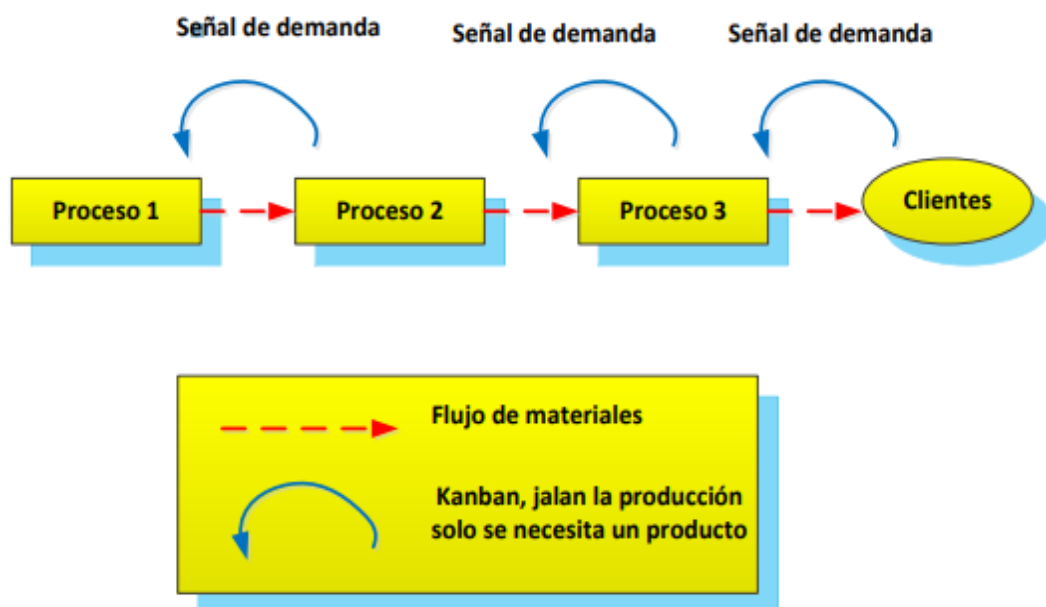 Señal de demanda
Señal de demanda
Señal de demanda
Proceso 1
Proceso 2
Proceso 3
Clientes
Flujo de materiales
Kanban, jalan la producción
solo se necesita un producto